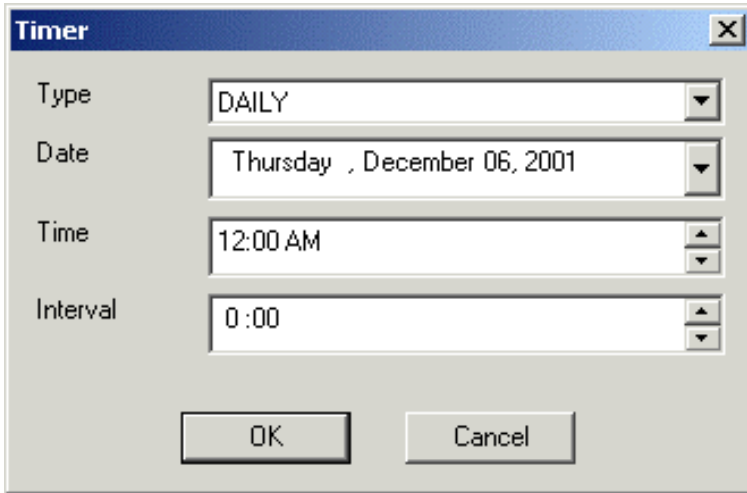 Timer
Type DAILY
Date Thursday , December 06, 2001
Time 12:00 AM
Interval 0 :00
OK Cancel